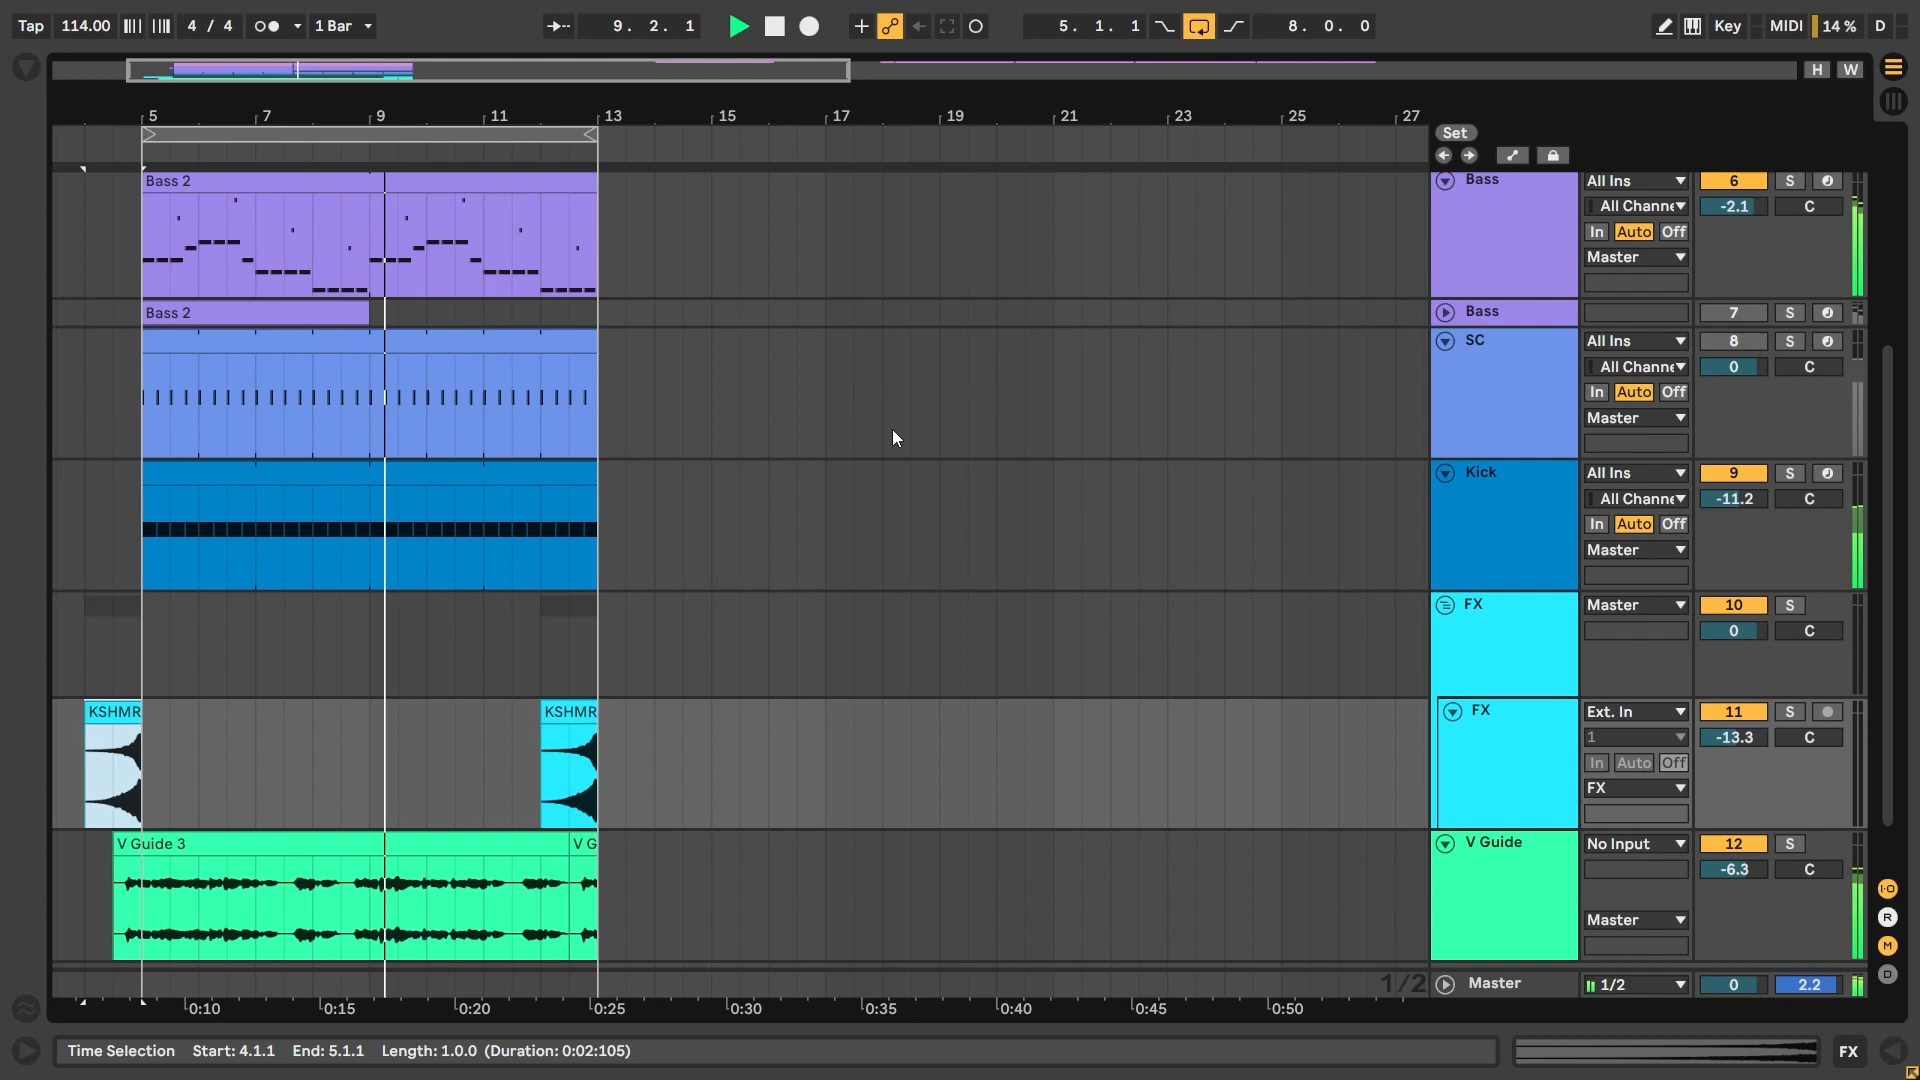 Tap 114.00 4 / 4 1 Bar 9. 2. 1 5. 1. 1 8. 0. 0 Key MIDI 14 % D
H W
5 7 9 11 13 15 17 19 21 23 25 27
Set
Bass 2 Bass All Ins 6 S
All Channe -2.1 C
In Auto Off
Master
Bass 2 Bass 7 S
SC All Ins 8 S
All Channe 0 C
In Auto Off
Master
Kick All Ins 9 S
All Channe -11.2 C
In Auto Off
Master
FX Master 10 S
0 C
KSHMR KSHMR FX Ext. In 11 S
1 -13.3 C
In Auto Off
FX
V Guide 3 V G V Guide No Input 12 S
-6.3 C
I·O
Master R
M
D
1/2 Master 1/2 0 2.2
0:10 0:15 0:20 0:25 0:30 0:35 0:40 0:45 0:50
Time Selection Start: 4.1.1 End: 5.1.1 Length: 1.0.0 (Duration: 0:02:105) FX